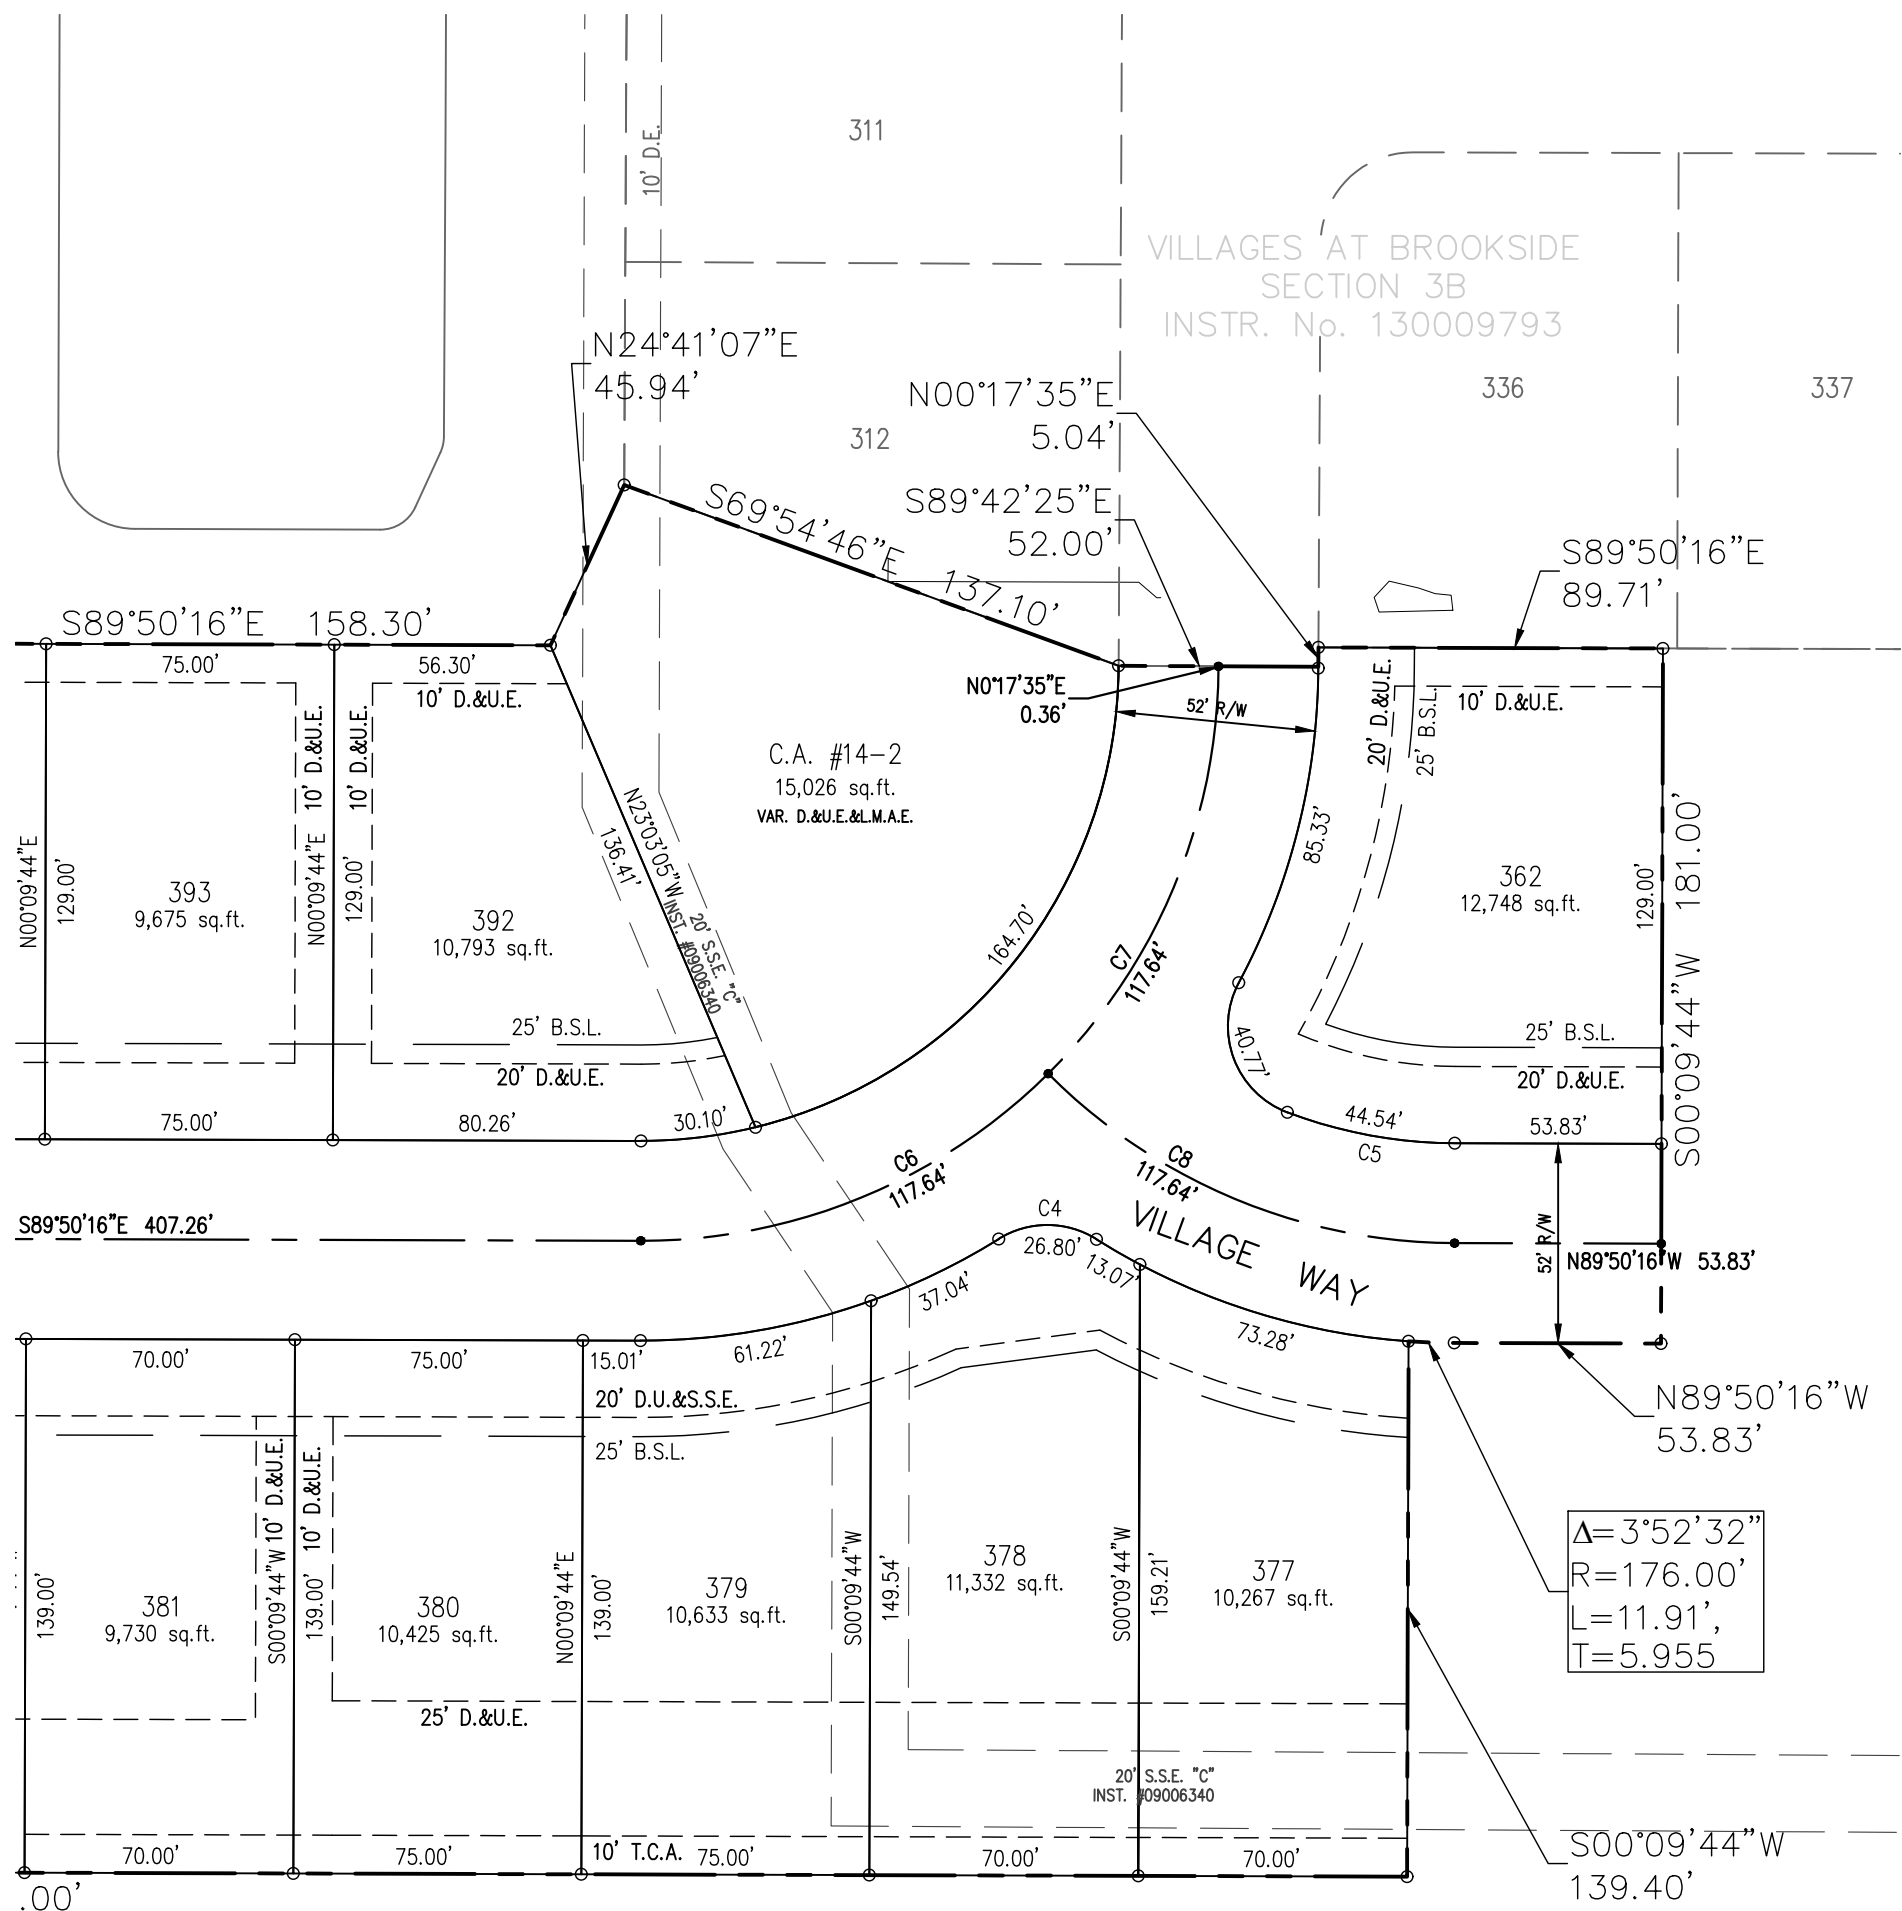 311
10' D.E.
VILLAGES AT BROOKSIDE
SECTION 3B
INSTR. No. 130009793
N24°41'07"E
45.94'
N00°17'35"E
5.04'
336
337
312
S89°42'25"E
52.00'
S69°54'46"E 137.10'
S89°50'16"E
89.71'
S89°50'16"E 158.30'
75.00'
56.30'
10' D.&U.E.
N0°17'35"E
0.36'
52' R/W
20' D.&U.E.
25' B.S.L.
10' D.&U.E.
10' D.&U.E.
10' D.&U.E.
C.A. #14-2
15,026 sq.ft.
VAR. D.&U.E.&L.M.A.E.
N23°03'05"W
136.41'
85.33'
N00°09'44"E
129.00'
393
9,675 sq.ft.
N00°09'44"E
129.00'
392
10,793 sq.ft.
20' S.S.E. "C"
INST. #09006340
164.70'
C7
117.64'
362
12,748 sq.ft.
129.00'
S00°09'44"W 181.00'
25' B.S.L.
20' D.&U.E.
40.77'
25' B.S.L.
20' D.&U.E.
75.00'
80.26'
30.10'
44.54'
C5
53.83'
C6
117.64'
C8
117.64'
S89°50'16"E 407.26'
C4
26.80'
13.07'
VILLAGE WAY
52' R/W
N89°50'16"W 53.83'
37.04'
61.22'
73.28'
70.00'
75.00'
15.01'
20' D.U.&S.S.E.
25' B.S.L.
N89°50'16"W
53.83'
139.00'
381
9,730 sq.ft.
S00°09'44"W
10' D.&U.E.
139.00'
10' D.&U.E.
380
10,425 sq.ft.
N00°09'44"E
139.00'
379
10,633 sq.ft.
S00°09'44"W
149.54'
378
11,332 sq.ft.
S00°09'44"W
159.21'
377
10,267 sq.ft.
Δ=3°52'32"
R=176.00'
L=11.91',
T=5.955
25' D.&U.E.
20' S.S.E. "C"
INST. #09006340
70.00'
75.00'
10' T.C.A.
75.00'
70.00'
70.00'
S00°09'44"W
139.40'
.00'